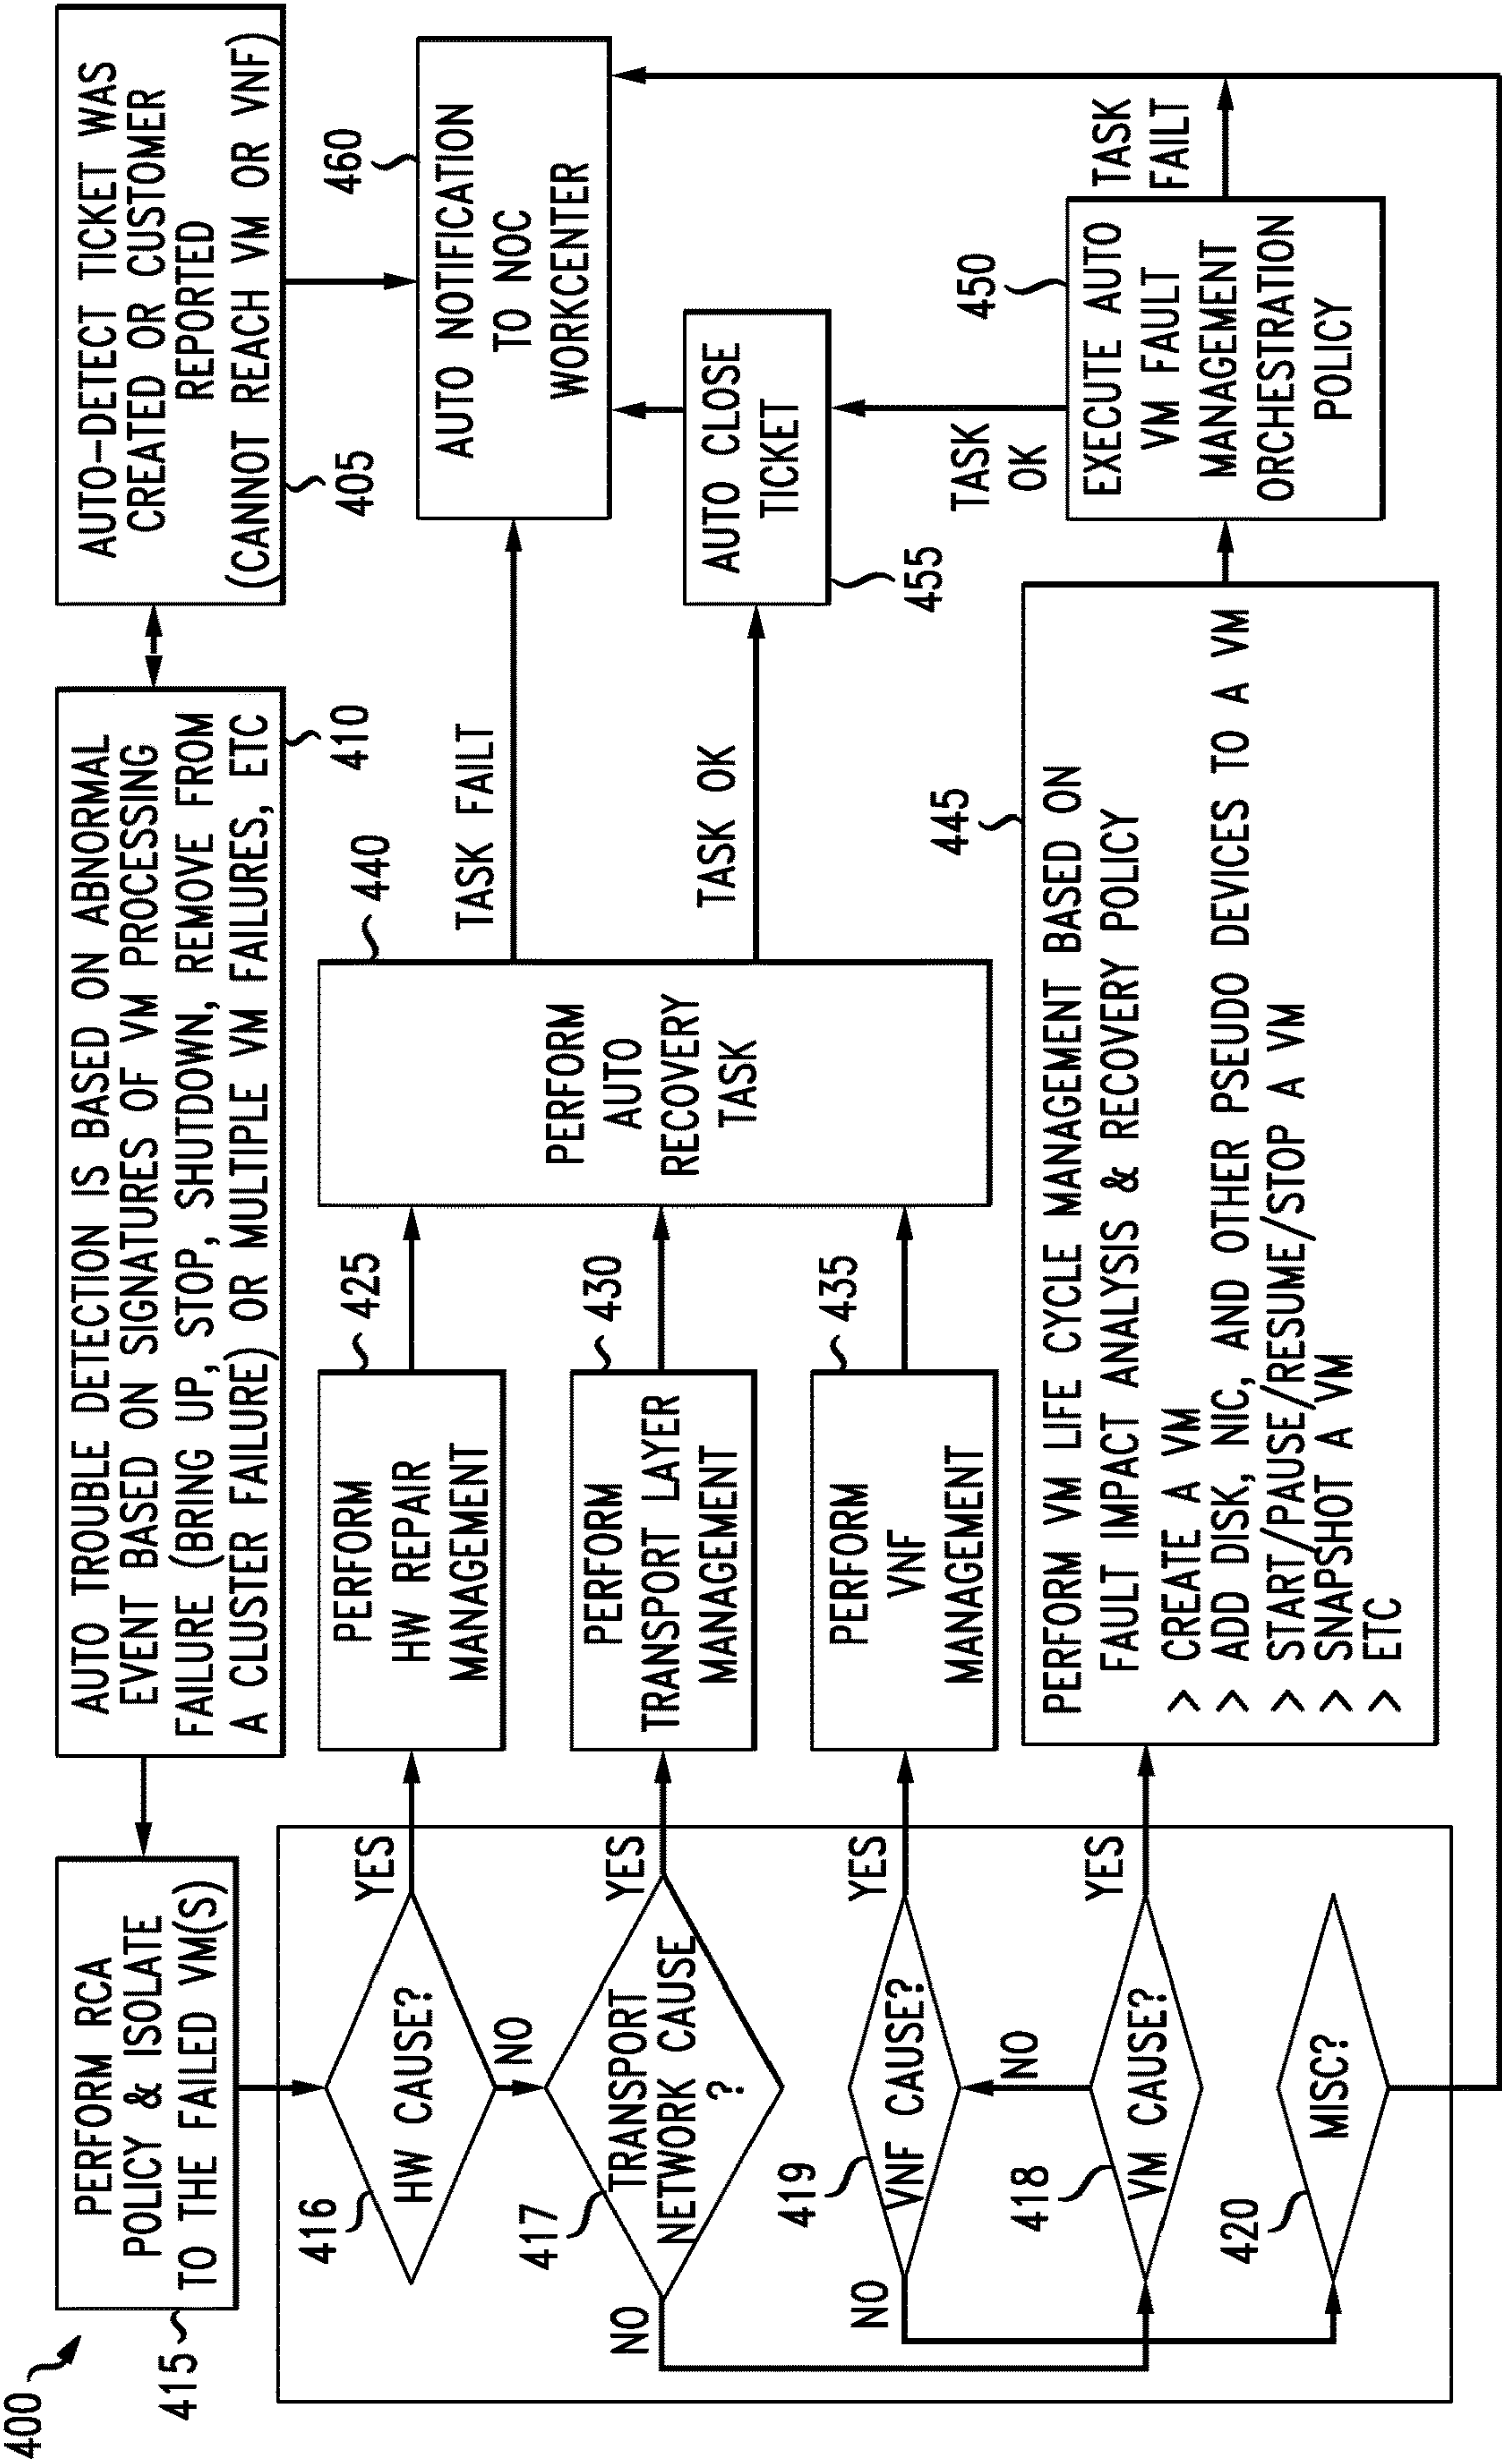 400
415
PERFORM RCA
POLICY & ISOLATE
TO THE FAILED VM(S)
AUTO TROUBLE DETECTION IS BASED ON ABNORMAL
EVENT BASED ON SIGNATURES OF VM PROCESSING
FAILURE (BRING UP, STOP, SHUTDOWN, REMOVE FROM
A CLUSTER FAILURE) OR MULTIPLE VM FAILURES, ETC
410
AUTO-DETECT TICKET WAS
CREATED OR CUSTOMER
REPORTED
(CANNOT REACH VM OR VNF)
405
416
HW CAUSE?
YES
NO
PERFORM
HW REPAIR
MANAGEMENT
425
417
TRANSPORT
NETWORK CAUSE
?
YES
NO
PERFORM
TRANSPORT LAYER
MANAGEMENT
430
419
VNF CAUSE?
YES
NO
PERFORM
VNF
MANAGEMENT
435
440
PERFORM
AUTO
RECOVERY
TASK
TASK FAILT
TASK OK
460
AUTO NOTIFICATION
TO NOC
WORKCENTER
AUTO CLOSE
TICKET
455
418
VM CAUSE?
YES
NO
445
PERFORM VM LIFE CYCLE MANAGEMENT BASED ON
FAULT IMPACT ANALYSIS & RECOVERY POLICY
> CREATE A VM
> ADD DISK, NIC, AND OTHER PSEUDO DEVICES TO A VM
> START/PAUSE/RESUME/STOP A VM
> SNAPSHOT A VM
> ETC
450
EXECUTE AUTO
VM FAULT
MANAGEMENT
ORCHESTRATION
POLICY
TASK
OK
TASK
FAILT
420
MISC?